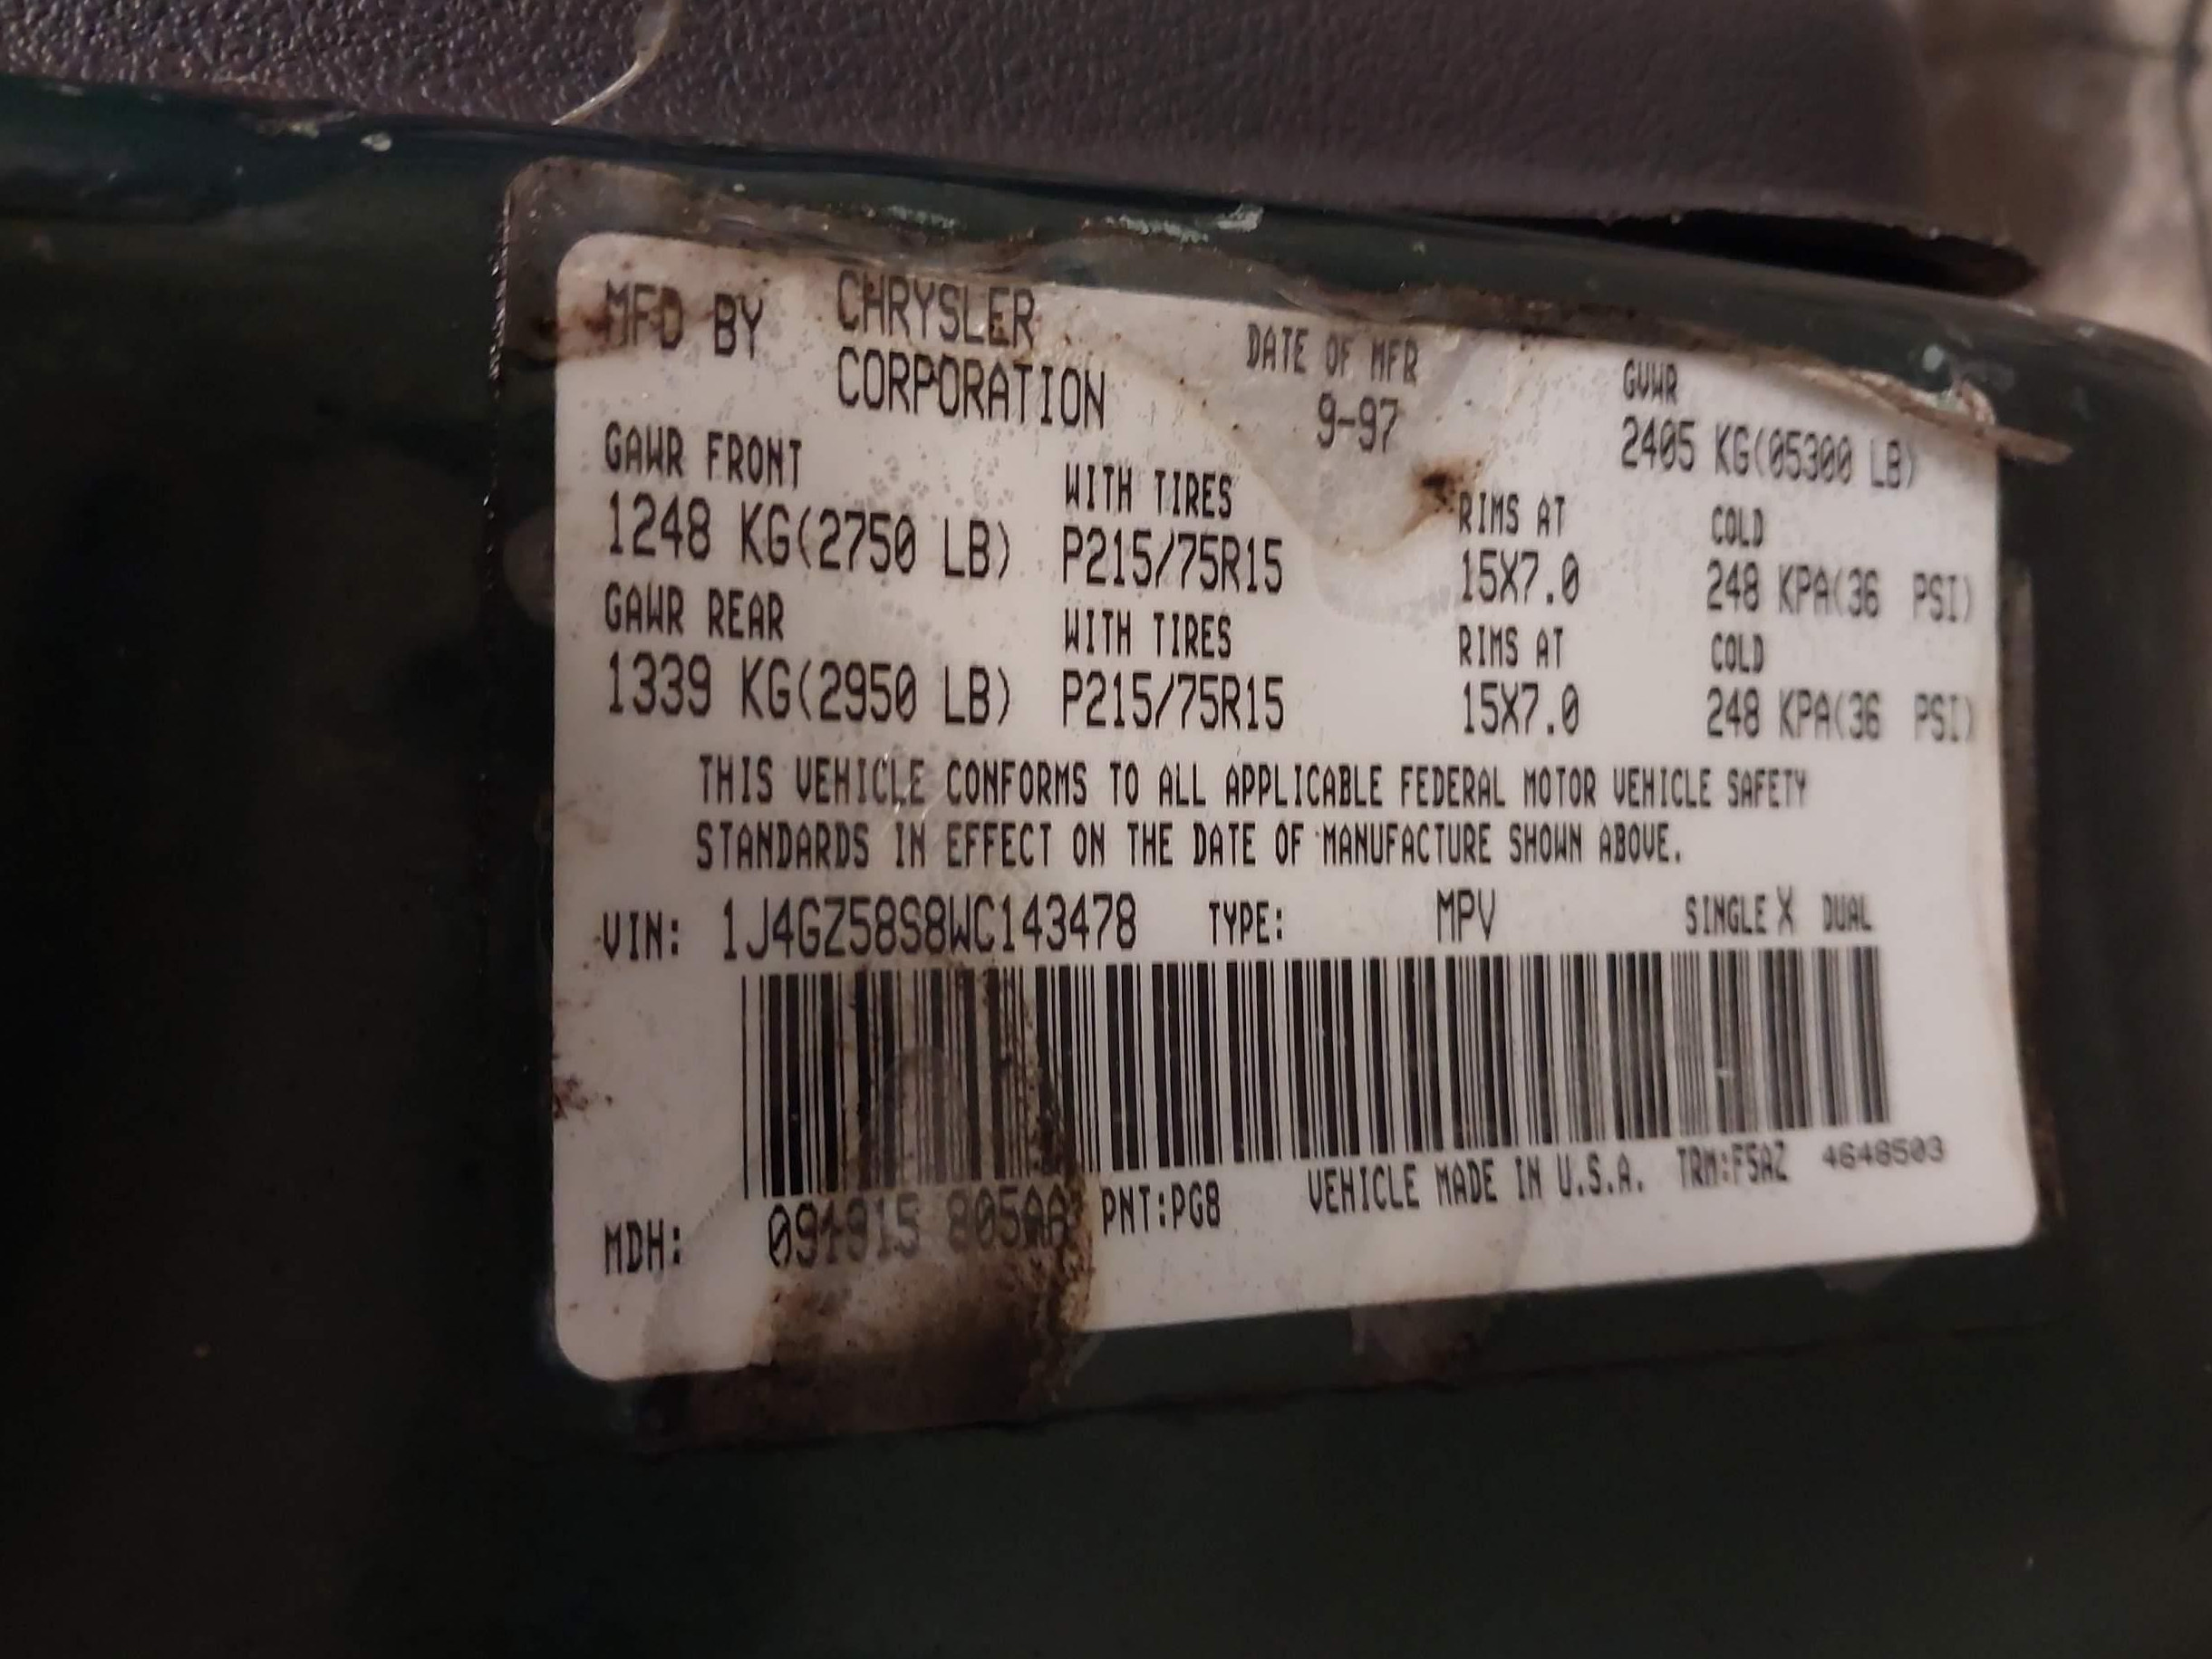 MFD BY CHRYSLER CORPORATION
DATE OF MFR 9-97
GVWR 2405 KG(05300 LB)
GAWR FRONT WITH TIRES RIMS AT COLD
1248 KG(2750 LB) P215/75R15 15X7.0 248 KPA(36 PSI)
GAWR REAR WITH TIRES RIMS AT COLD
1339 KG(2950 LB) P215/75R15 15X7.0 248 KPA(36 PSI)
THIS VEHICLE CONFORMS TO ALL APPLICABLE FEDERAL MOTOR VEHICLE SAFETY
STANDARDS IN EFFECT ON THE DATE OF MANUFACTURE SHOWN ABOVE.
VIN: 1J4GZ58S8WC143478 TYPE: MPV SINGLE X DUAL
MDH: 091915 805AA PNT:PG8 VEHICLE MADE IN U.S.A. TRM:F5AZ 4648503